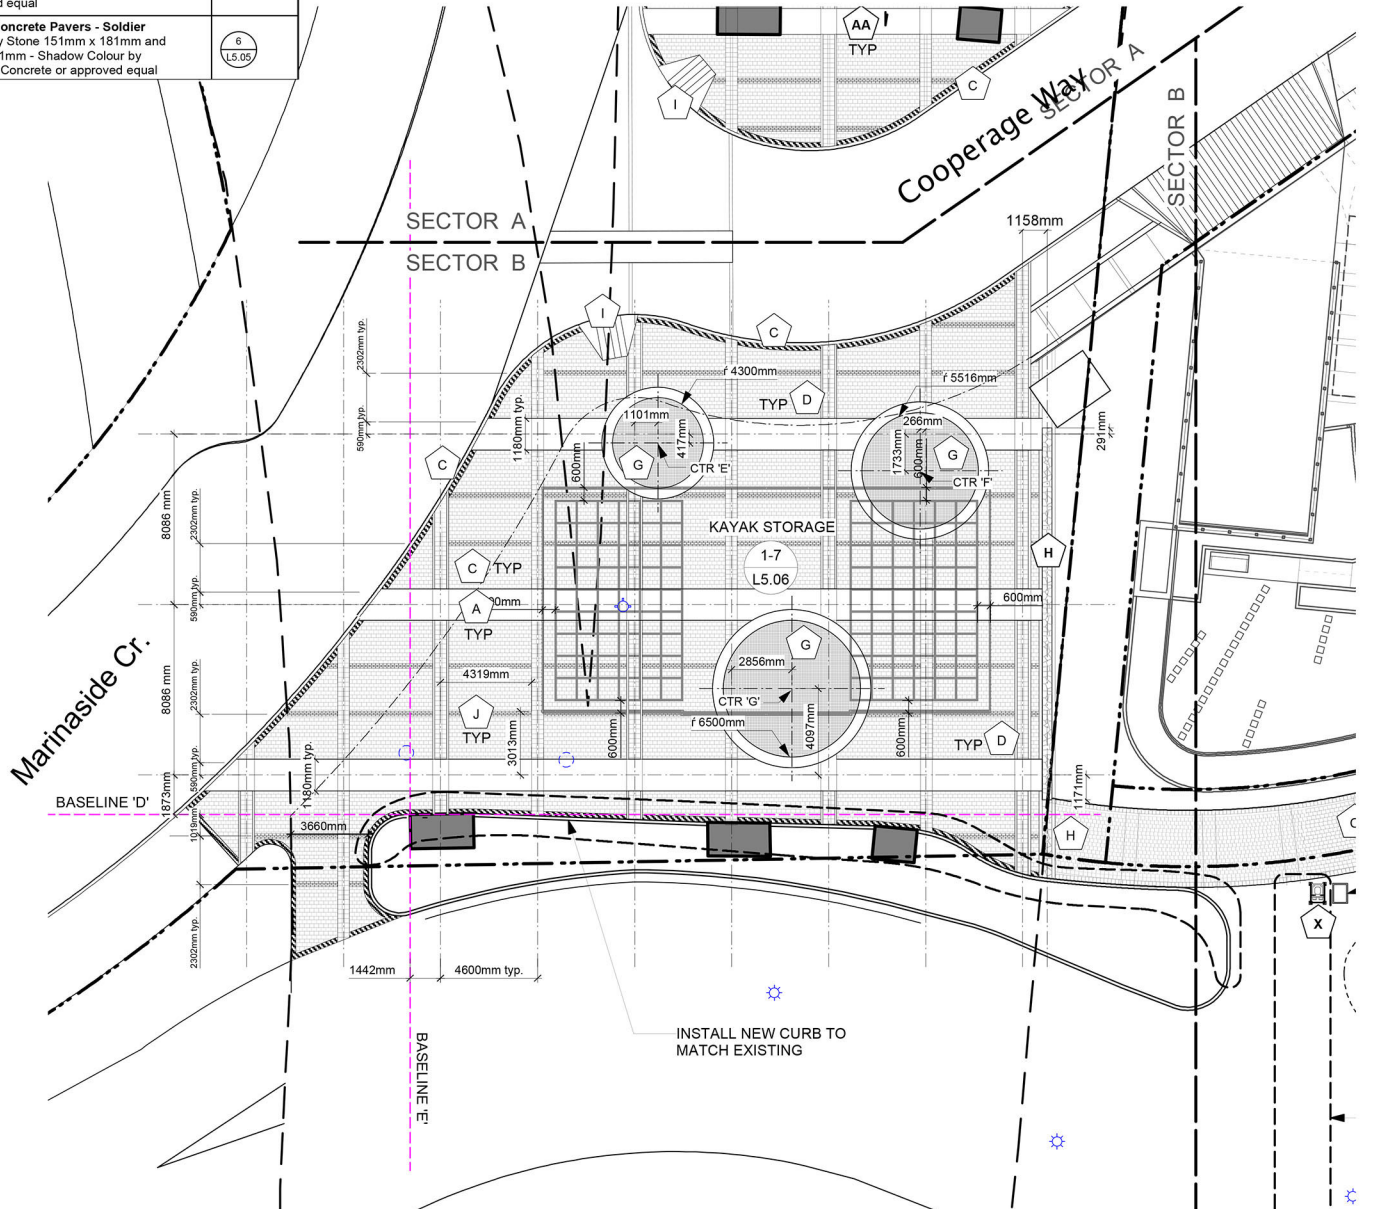 d equal
oncrete Pavers - Soldier
y Stone 151mm x 181mm and
1mm - Shadow Colour by
Concrete or approved equal
6
L5.05
AA
TYP
C
I
Cooperage Way
SECTOR A
SECTOR B
SECTOR A
SECTOR B
1158mm
I
C
2302mm typ.
590mm typ.
r 4300mm
r 5516mm
TYP
D
1101mm
417mm
266mm
291mm
1180mm typ.
C
600mm
G
CTR 'E'
1733mm
600mm
G
CTR 'F'
8086 mm
2302mm typ.
KAYAK STORAGE
1-7
L5.06
H
C
TYP
A
TYP
00mm
600mm
590mm typ.
Marinaside Cr.
8086 mm
2302mm typ.
4319mm
2856mm
G
J
TYP
CTR 'G'
r 6500mm
3013mm
600mm
4097mm
600mm
TYP
D
590mm typ.
1180mm typ.
1873mm
1171mm
BASELINE 'D'
1019mm
3660mm
H
C
2302mm typ.
X
1442mm
4600mm typ.
INSTALL NEW CURB TO
MATCH EXISTING
BASELINE 'E'